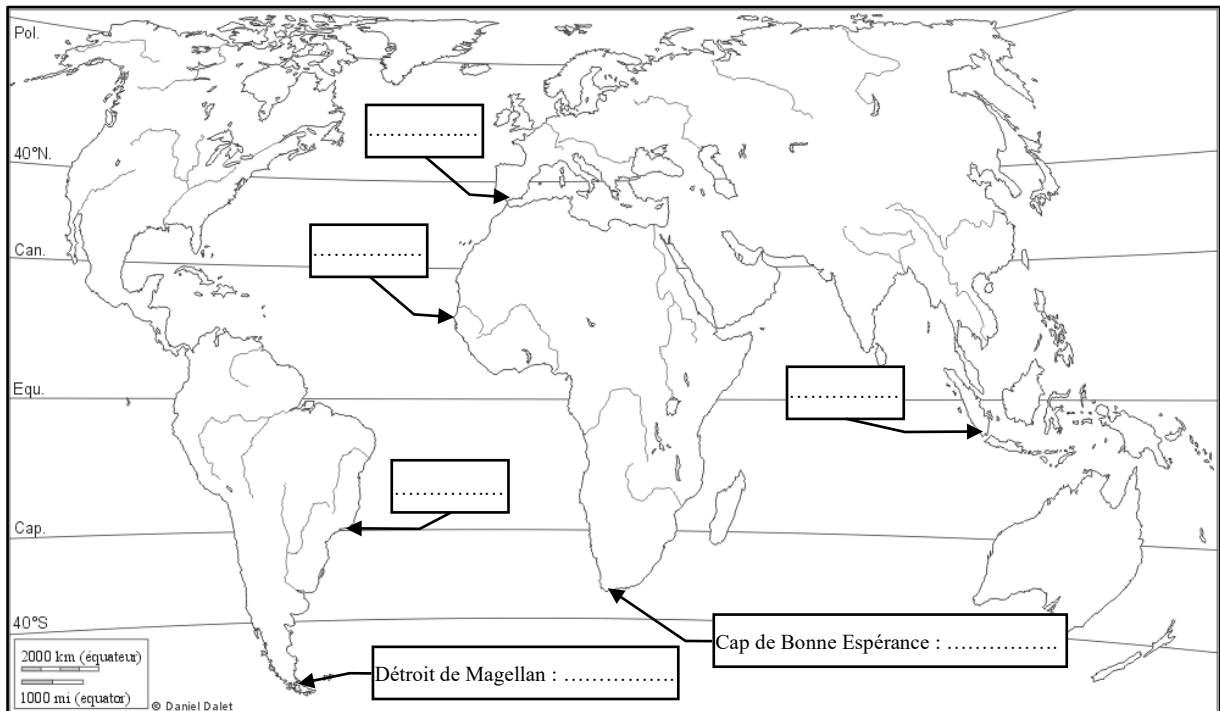 Pol.
……………
40°N.
……………
Can.
……………
Equ.
……………
Cap.
40°S
Cap de Bonne Espérance : ……………
2000 km (équateur)
Détroit de Magellan : ……………
1000 mi (equator)
© Daniel Dalet